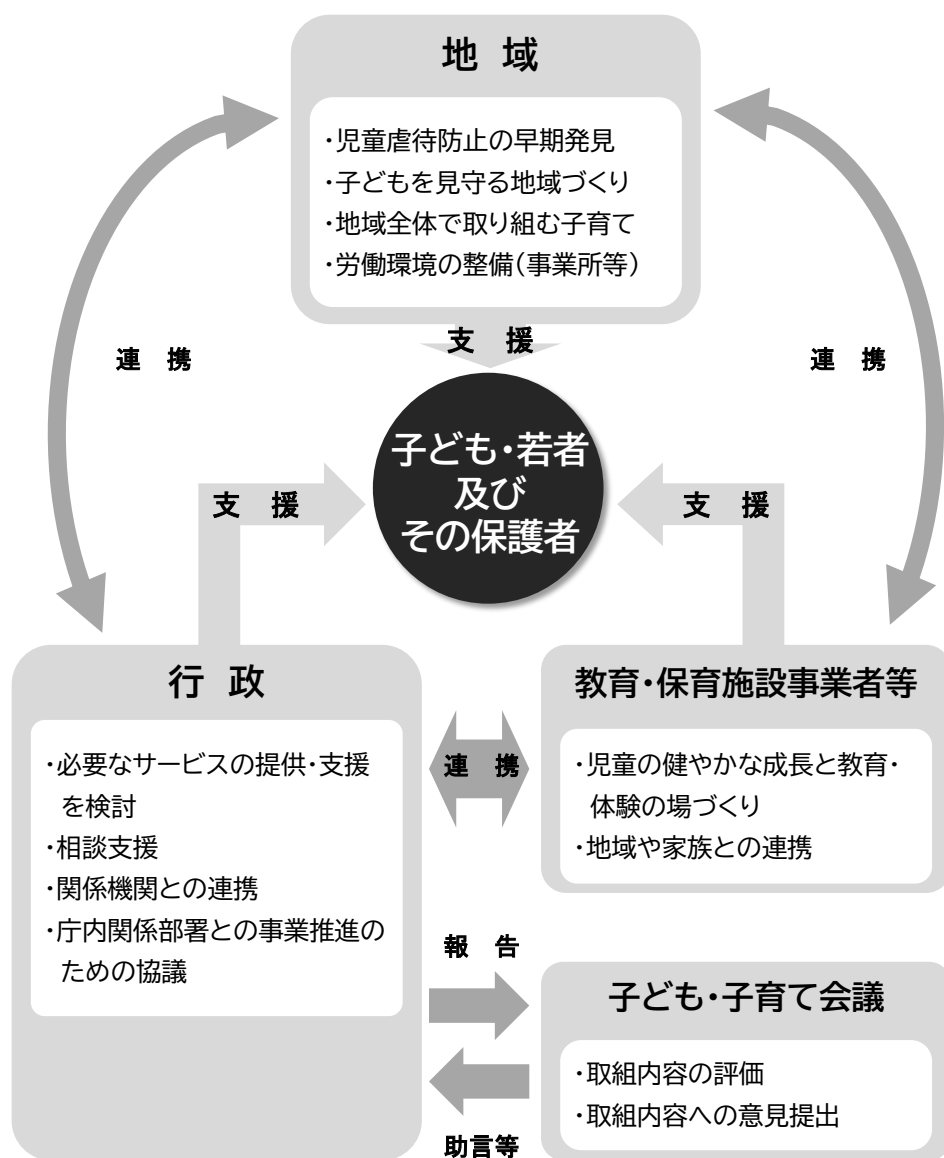 地 域
・児童虐待防止の早期発見
・子どもを見守る地域づくり
・地域全体で取り組む子育て
・労働環境の整備（事業所等）
連 携
支 援
連 携
子ども・若者
及び
その保護者
支 援
支 援
行 政
・必要なサービスの提供・支援
を検討
・相談支援
・関係機関との連携
・庁内関係部署との事業推進の
ための協議
連 携
教育・保育施設事業者等
・児童の健やかな成長と教育・
体験の場づくり
・地域や家族との連携
報 告
助言等
子ども・子育て会議
・取組内容の評価
・取組内容への意見提出